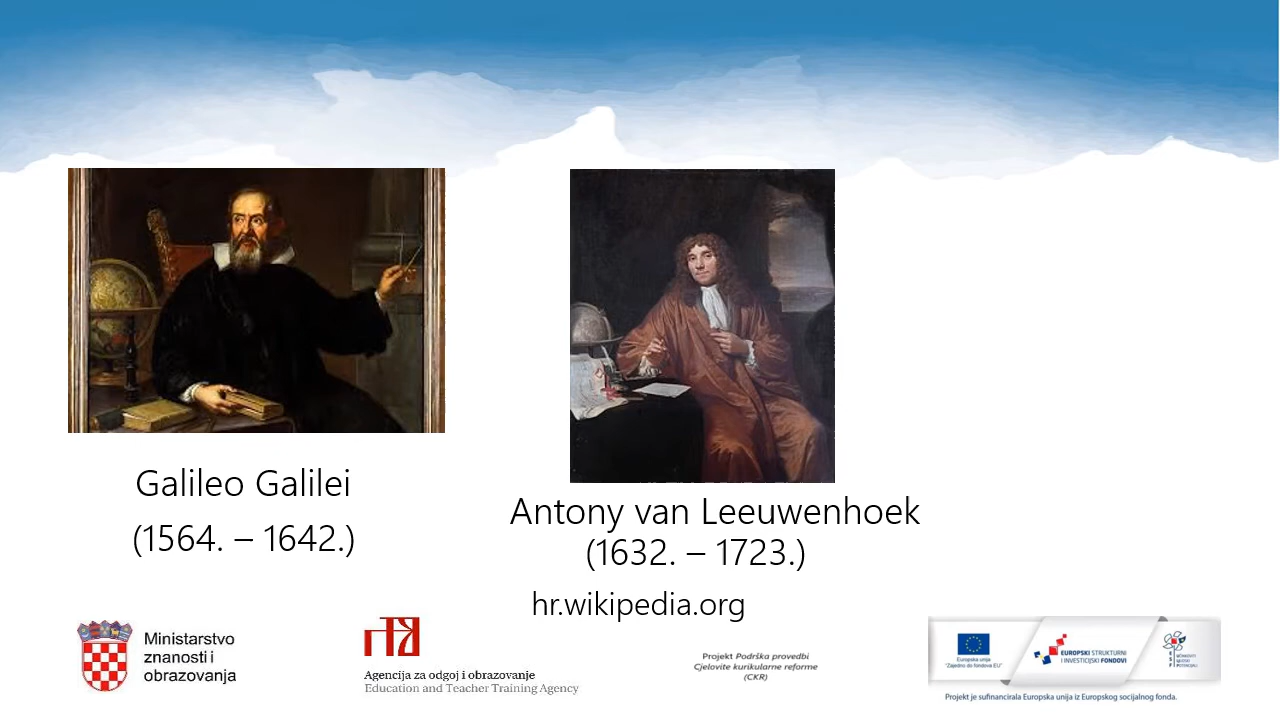 Galileo Galilei
(1564. – 1642.)
Antony van Leeuwenhoek
(1632. – 1723.)
hr.wikipedia.org
Ministarstvo
znanosti i
obrazovanja
Agencija za odgoj i obrazovanje
Education and Teacher Training Agency
Projekt Podrška provedbi
Cjelovite kurikularne reforme
(CKR)
Europska unija
"Zajedno do fondova EU"
EUROPSKI STRUKTURNI
I INVESTICIJSKI FONDOVI
Projekt je sufinancirala Europska unija iz Europskog socijalnog fonda.